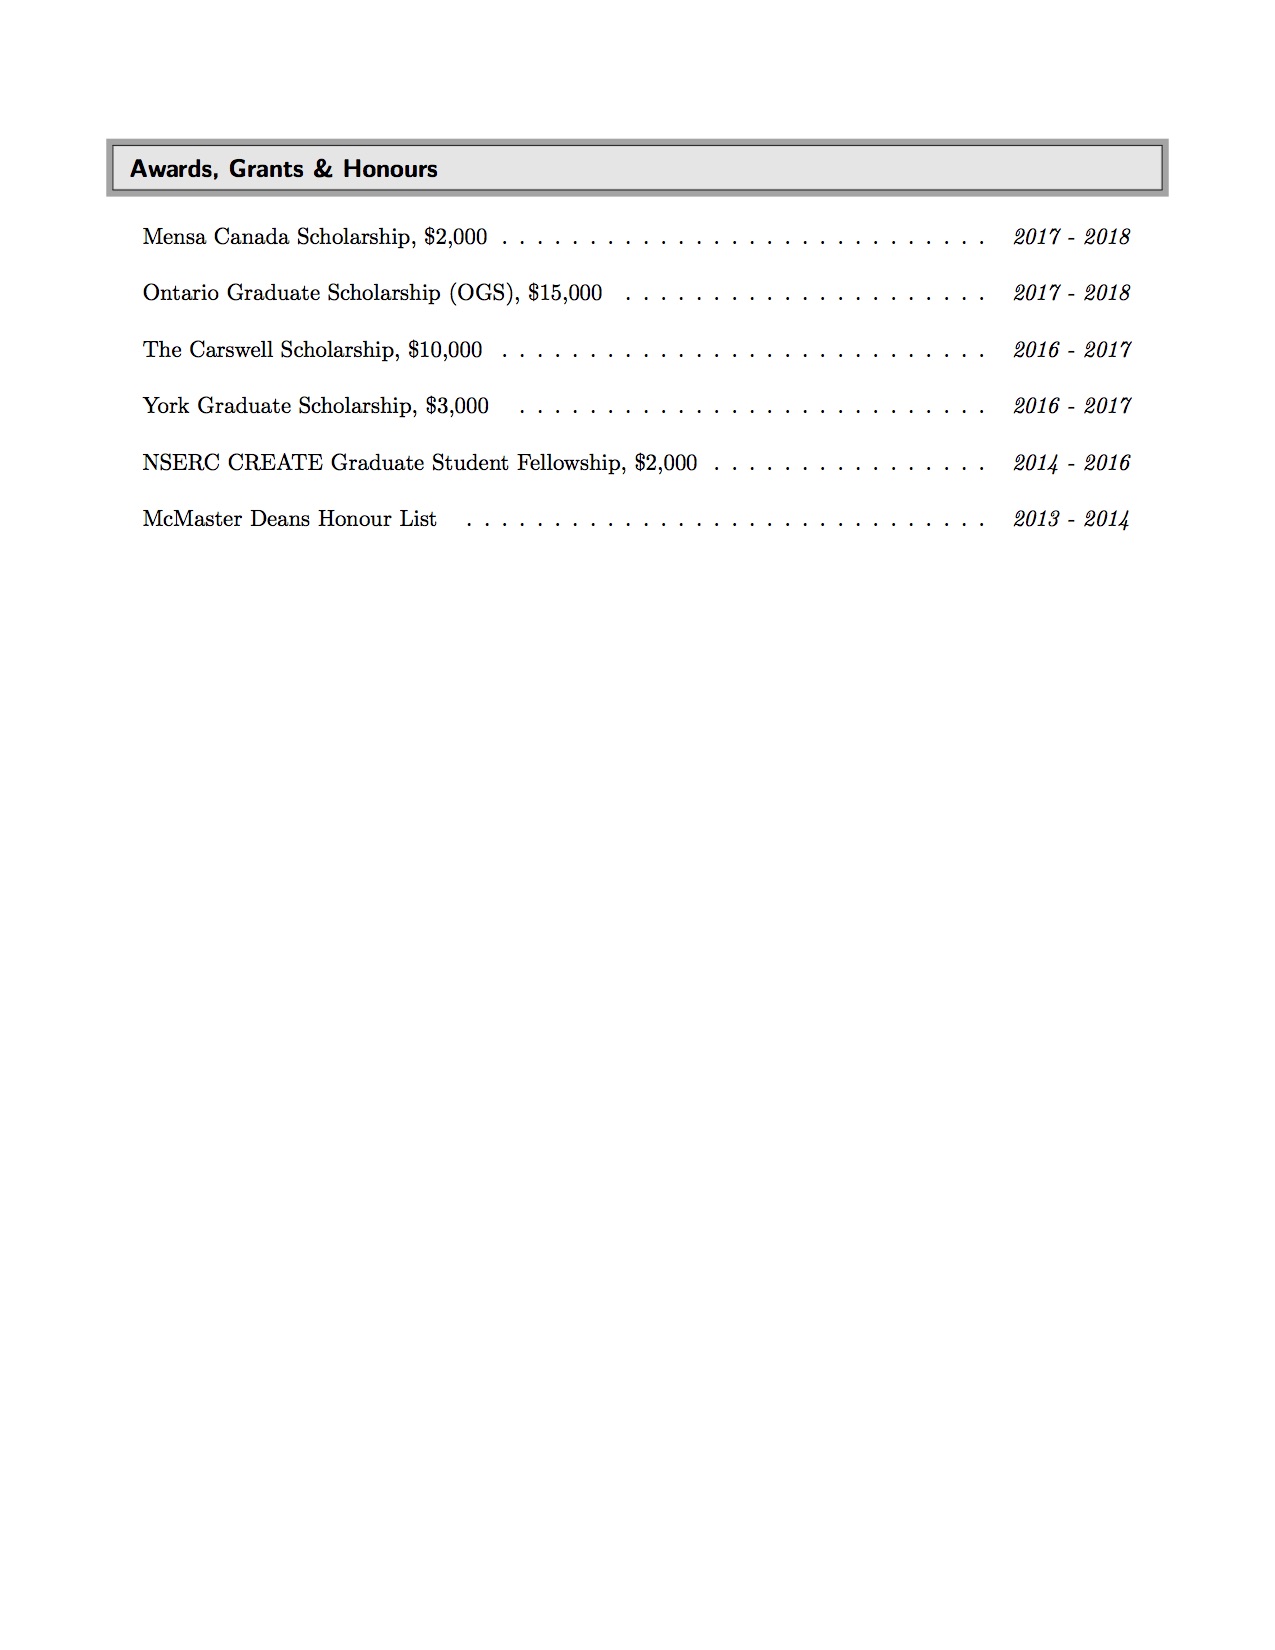 Awards, Grants & Honours
Mensa Canada Scholarship, $2,000 . . . . . . . . . . . . . . . . . . . . . . . . . . . . 2017 - 2018
Ontario Graduate Scholarship (OGS), $15,000 . . . . . . . . . . . . . . . . . . . . . 2017 - 2018
The Carswell Scholarship, $10,000 . . . . . . . . . . . . . . . . . . . . . . . . . . . . 2016 - 2017
York Graduate Scholarship, $3,000 . . . . . . . . . . . . . . . . . . . . . . . . . . . 2016 - 2017
NSERC CREATE Graduate Student Fellowship, $2,000 . . . . . . . . . . . . . . . . 2014 - 2016
McMaster Deans Honour List . . . . . . . . . . . . . . . . . . . . . . . . . . . . . . 2013 - 2014